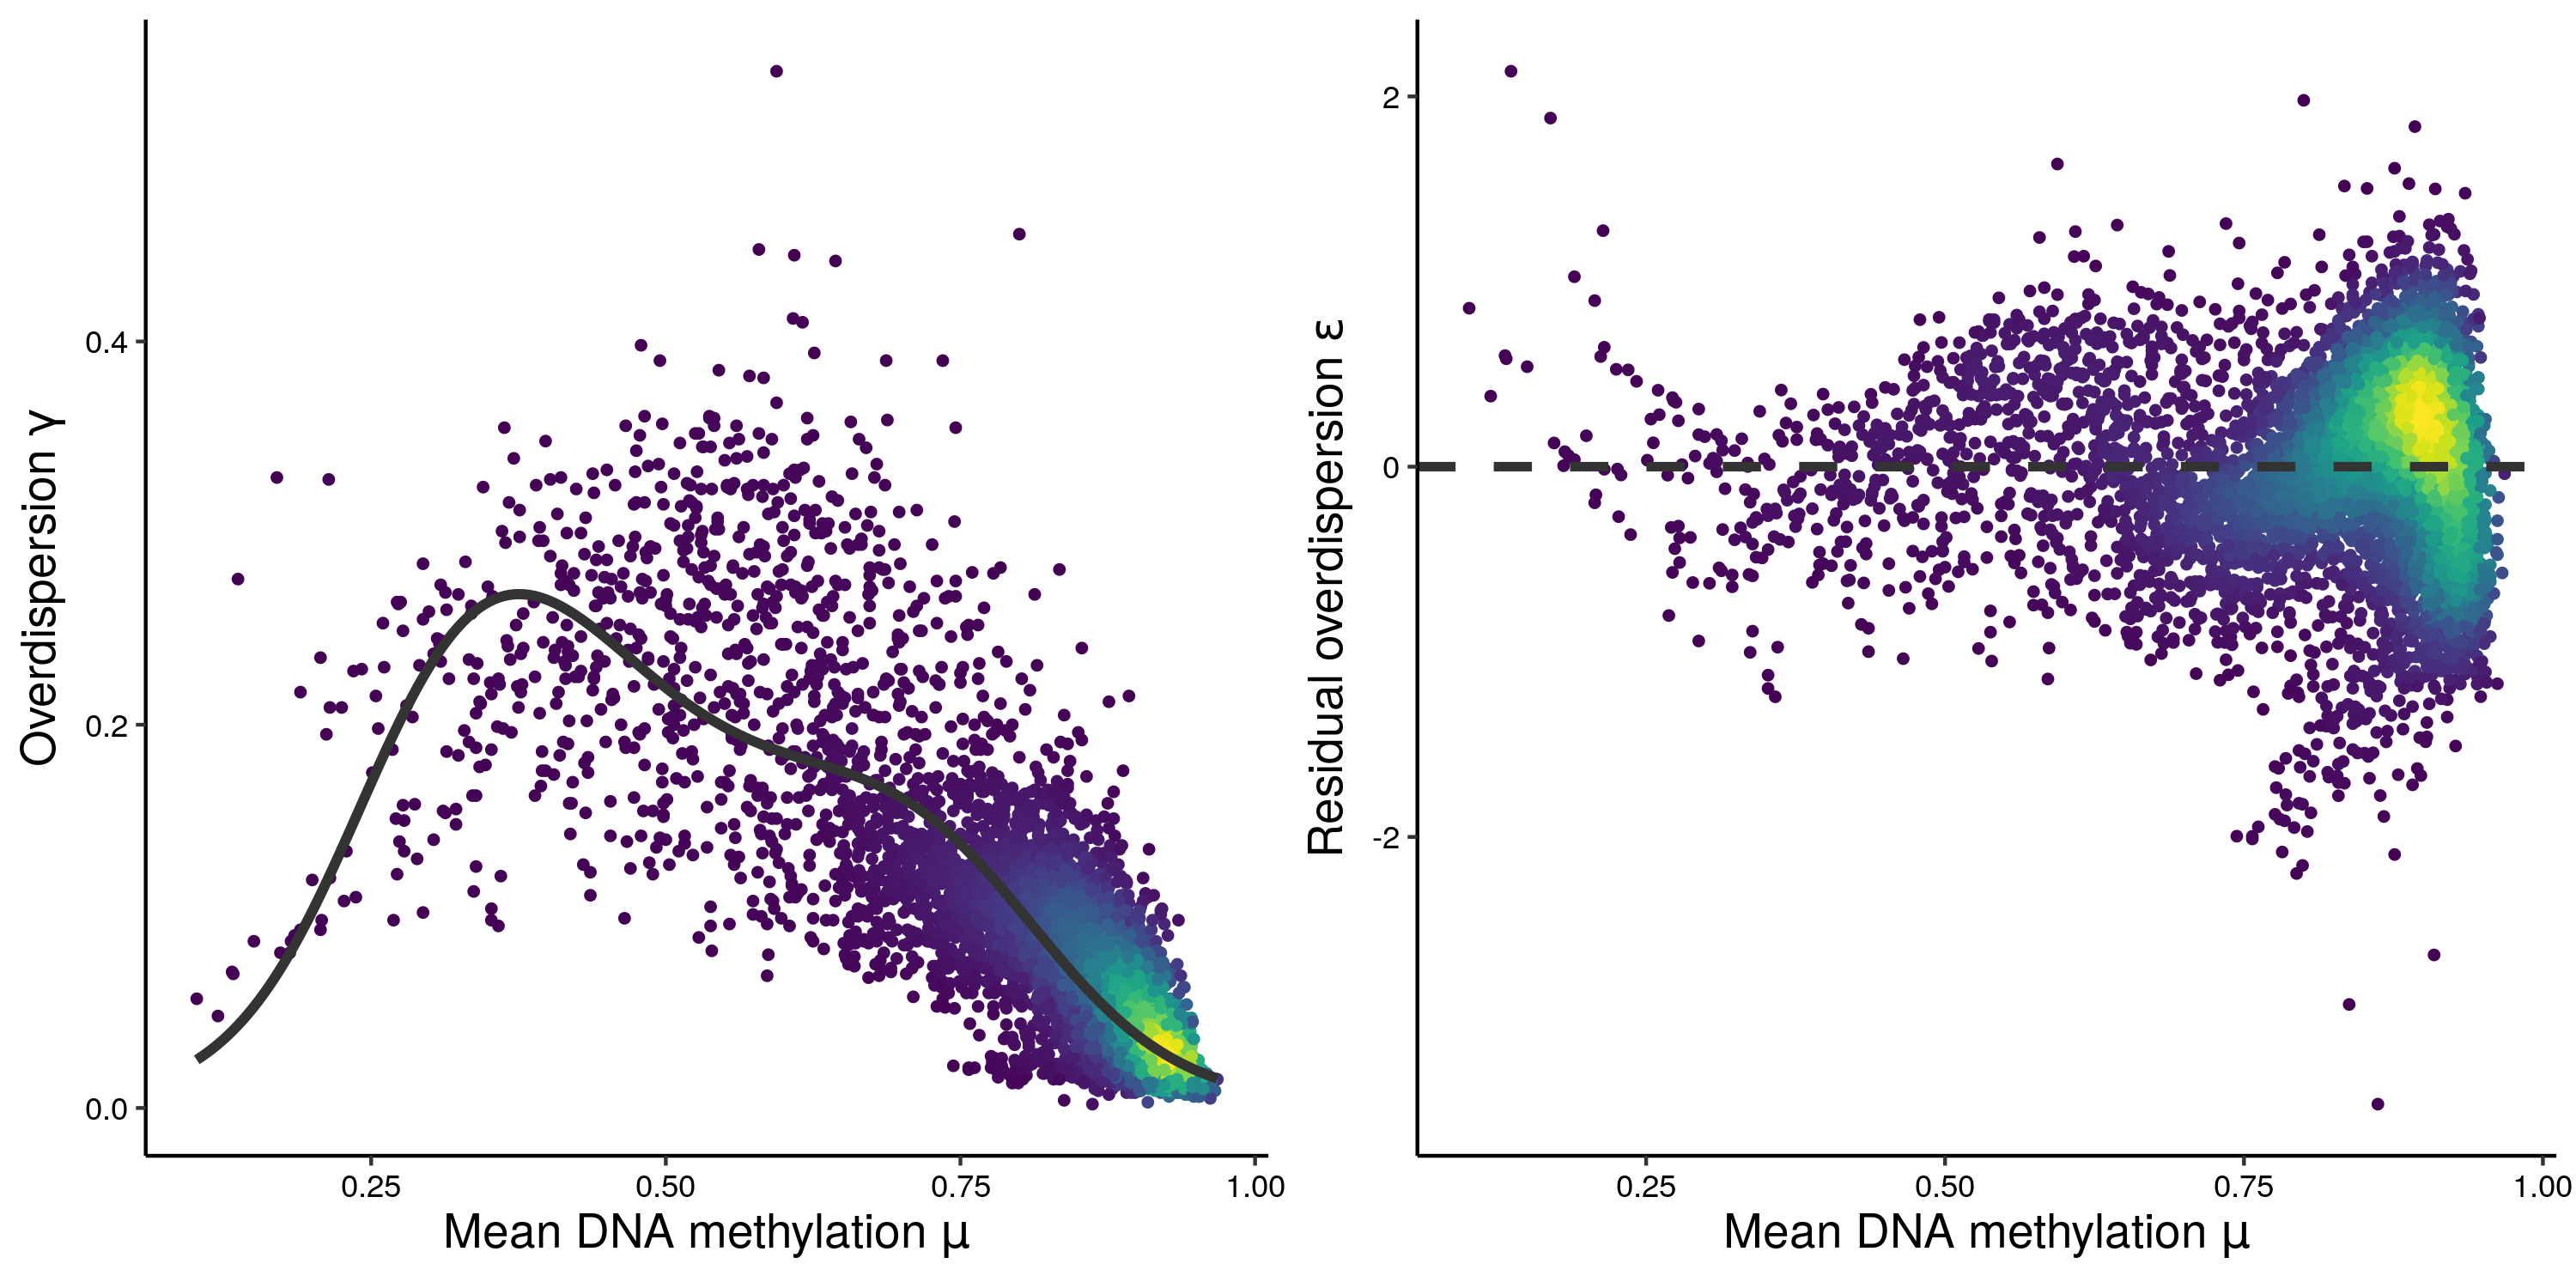 Overdispersion γ
0.4
0.2
0.0
0.25 0.50 0.75 1.00
Mean DNA methylation μ
Residual overdispersion ε
2
0
-2
0.25 0.50 0.75 1.00
Mean DNA methylation μ